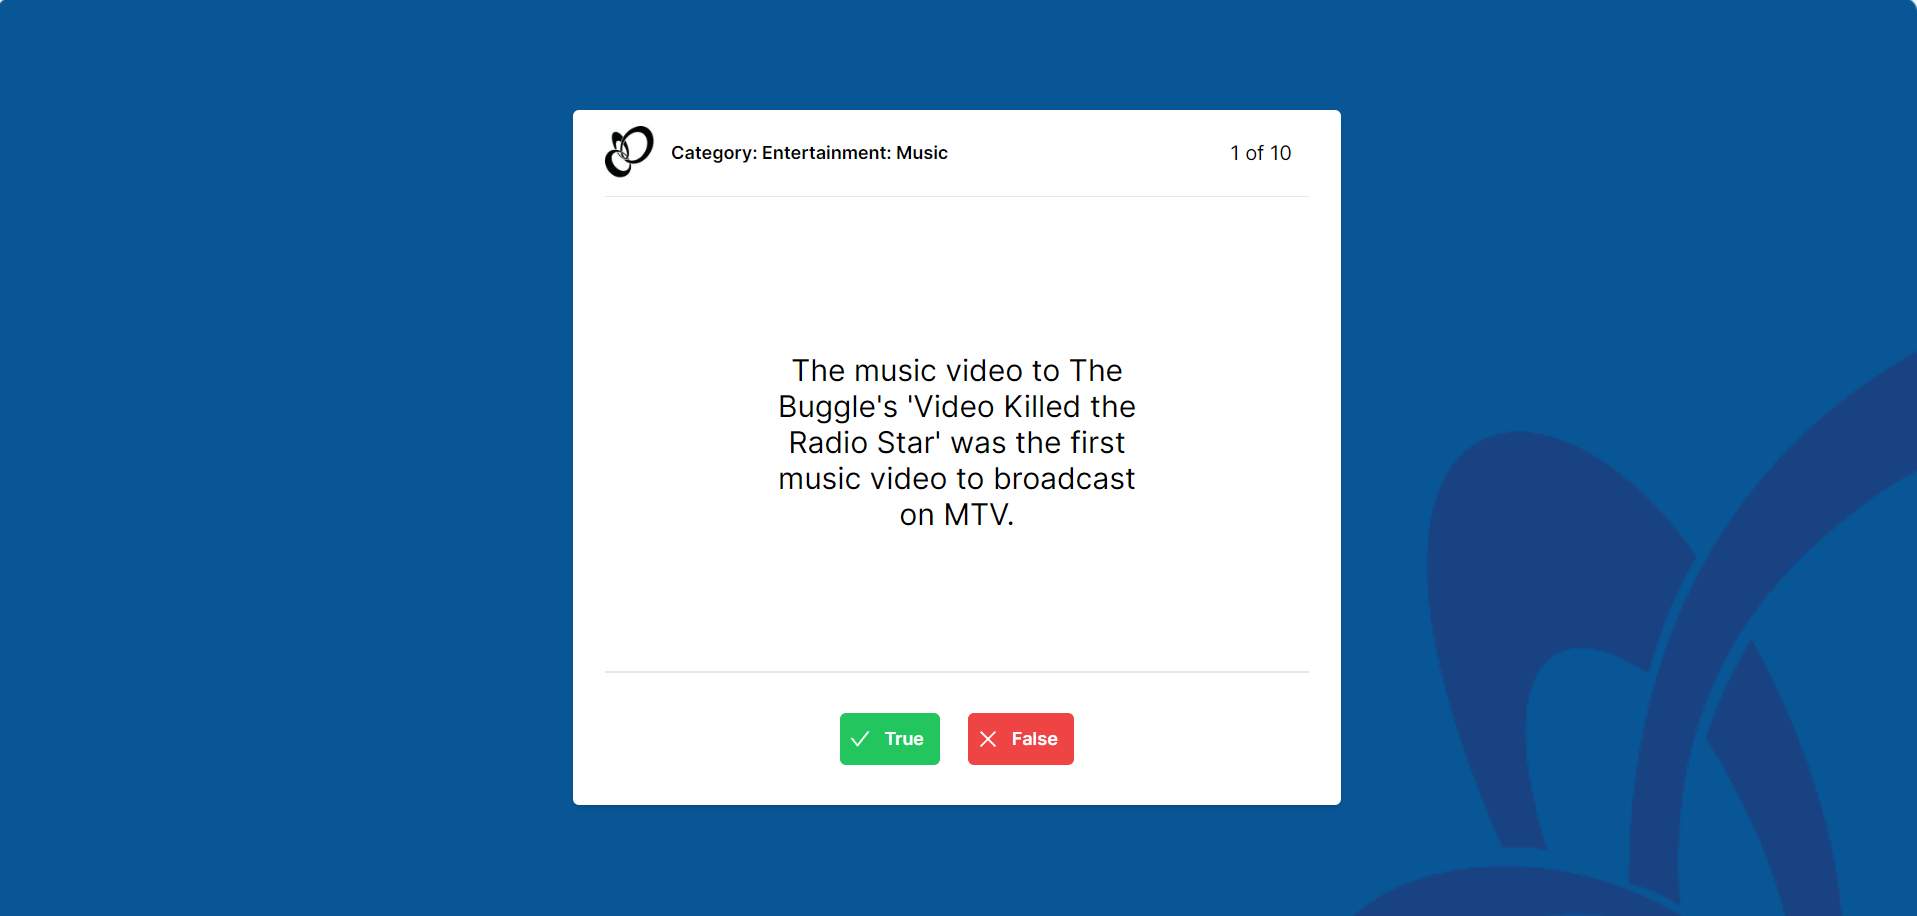 Category: Entertainment: Music
1 of 10
The music video to The
Buggle's 'Video Killed the
Radio Star' was the first
music video to broadcast
on MTV.
True
False